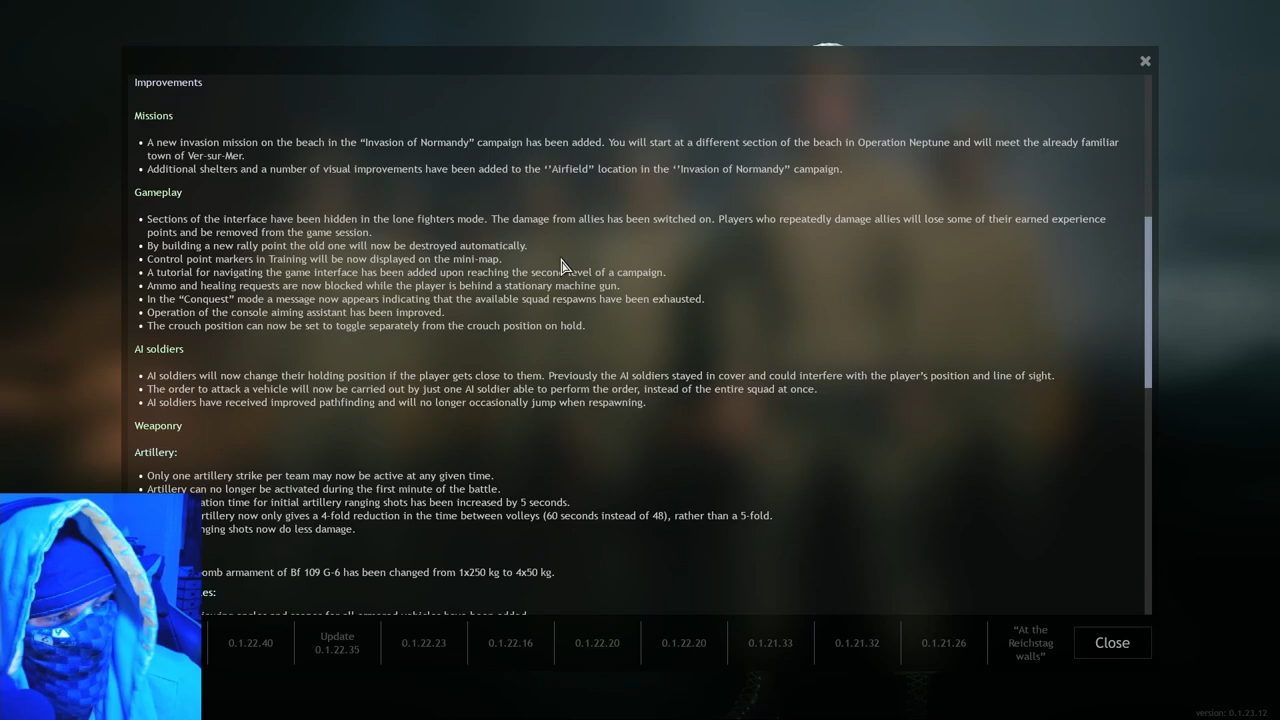 Improvements
Missions
• A new invasion mission on the beach in the “Invasion of Normandy” campaign has been added. You will start at a different section of the beach in Operation Neptune and will meet the already familiar
town of Ver-sur-Mer.
• Additional shelters and a number of visual improvements have been added to the ‘’Airfield” location in the ‘’Invasion of Normandy” campaign.
Gameplay
• Sections of the interface have been hidden in the lone fighters mode. The damage from allies has been switched on. Players who repeatedly damage allies will lose some of their earned experience
points and be removed from the game session.
• By building a new rally point the old one will now be destroyed automatically.
• Control point markers in Training will be now displayed on the mini-map.
• A tutorial for navigating the game interface has been added upon reaching the second level of a campaign.
• Ammo and healing requests are now blocked while the player is behind a stationary machine gun.
• In the “Conquest” mode a message now appears indicating that the available squad respawns have been exhausted.
• Operation of the console aiming assistant has been improved.
• The crouch position can now be set to toggle separately from the crouch position on hold.
AI soldiers
• AI soldiers will now change their holding position if the player gets close to them. Previously the AI soldiers stayed in cover and could interfere with the player’s position and line of sight.
• The order to attack a vehicle will now be carried out by just one AI soldier able to perform the order, instead of the entire squad at once.
• AI soldiers have received improved pathfinding and will no longer occasionally jump when respawning.
Weaponry
Artillery:
• Only one artillery strike per team may now be active at any given time.
• Artillery can no longer be activated during the first minute of the battle.
time for initial artillery ranging shots has been increased by 5 seconds.
artillery now only gives a 4-fold reduction in the time between volleys (60 seconds instead of 48), rather than a 5-fold.
shots now do less damage.
armament of Bf 109 G-6 has been changed from 1x250 kg to 4x50 kg.
for all armored vehicles have been added.
0.1.22.40
Update
0.1.22.35
0.1.22.23
0.1.22.16
0.1.22.20
0.1.22.20
0.1.21.33
0.1.21.32
0.1.21.26
“At the
Reichstag
walls”
Close
version: 0.1.23.12